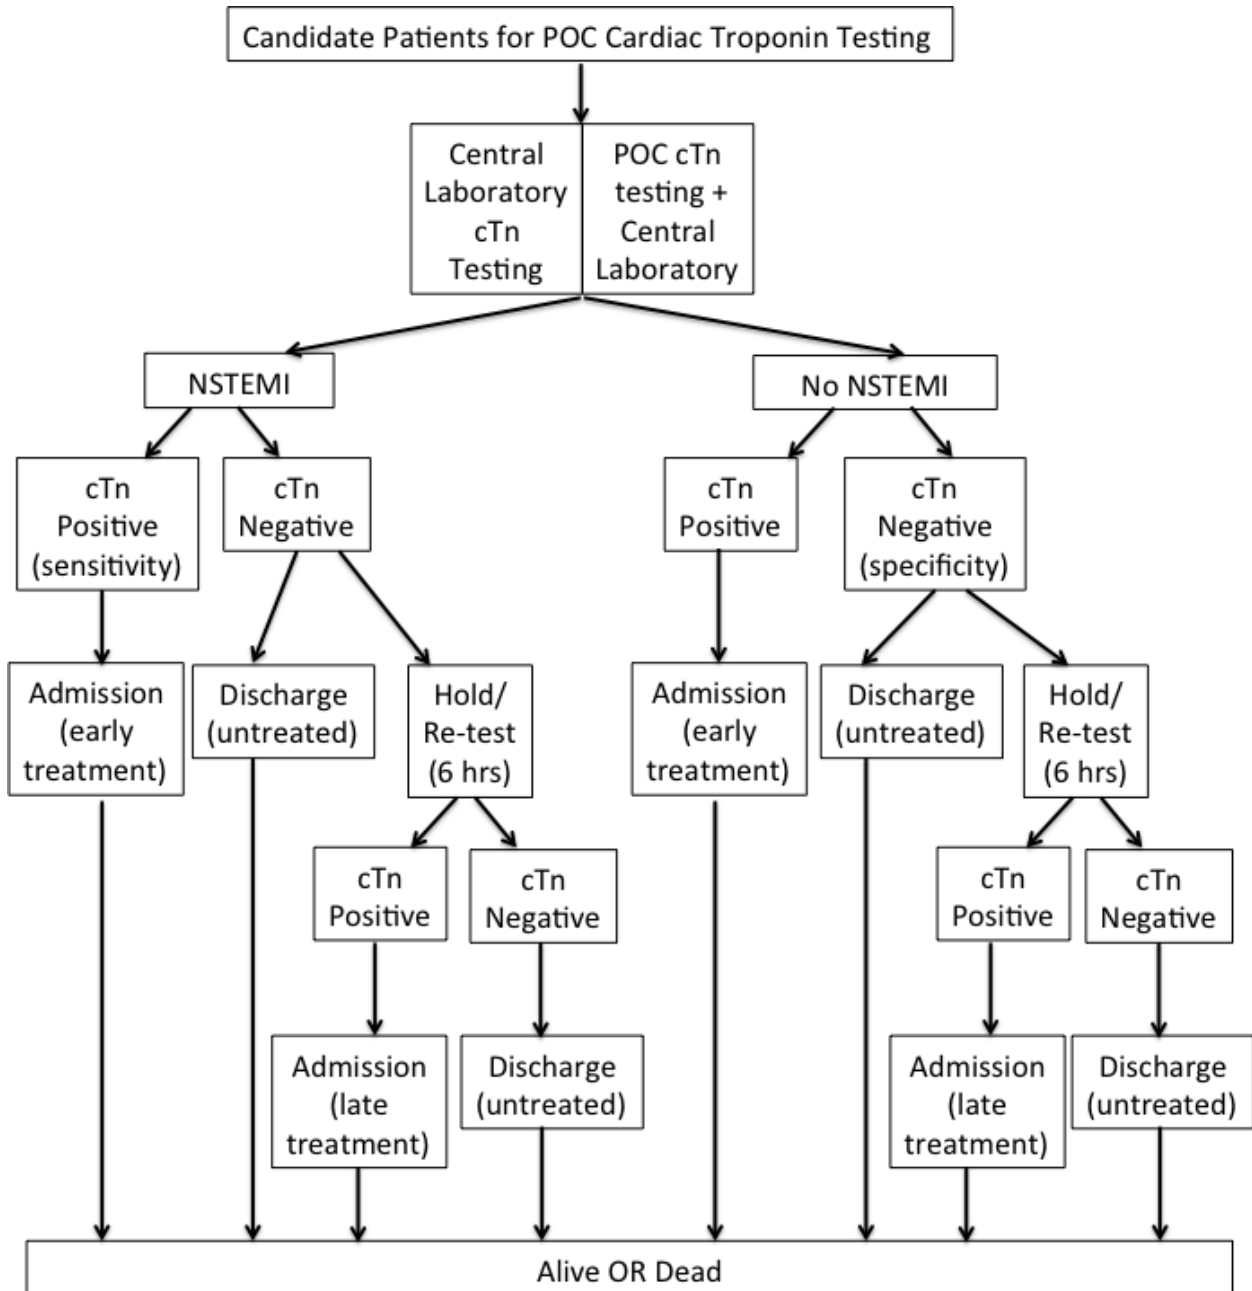 Candidate Patients for POC Cardiac Troponin Testing
Central
Laboratory
cTn
Testing
POC cTn
testing +
Central
Laboratory
NSTEMI
No NSTEMI
cTn
Positive
(sensitivity)
cTn
Negative
cTn
Positive
cTn
Negative
(specificity)
Admission
(early
treatment)
Discharge
(untreated)
Hold/
Re-test
(6 hrs)
Admission
(early
treatment)
Discharge
(untreated)
Hold/
Re-test
(6 hrs)
cTn
Positive
cTn
Negative
cTn
Positive
cTn
Negative
Admission
(late
treatment)
Discharge
(untreated)
Admission
(late
treatment)
Discharge
(untreated)
Alive OR Dead